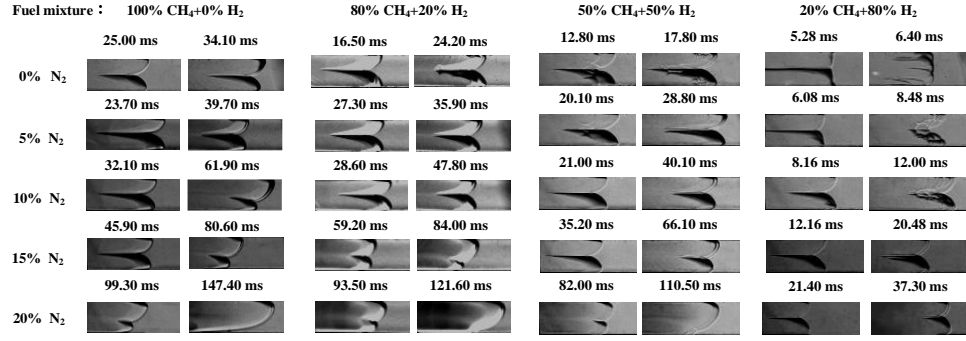 Fuel mixture： 100% CH₄+0% H₂ 80% CH₄+20% H₂ 50% CH₄+50% H₂ 20% CH₄+80% H₂
25.00 ms 34.10 ms 16.50 ms 24.20 ms 12.80 ms 17.80 ms 5.28 ms 6.40 ms
0% N₂
23.70 ms 39.70 ms 27.30 ms 35.90 ms 20.10 ms 28.80 ms 6.08 ms 8.48 ms
5% N₂
32.10 ms 61.90 ms 28.60 ms 47.80 ms 21.00 ms 40.10 ms 8.16 ms 12.00 ms
10% N₂
45.90 ms 80.60 ms 59.20 ms 84.00 ms 35.20 ms 66.10 ms 12.16 ms 20.48 ms
15% N₂
99.30 ms 147.40 ms 93.50 ms 121.60 ms 82.00 ms 110.50 ms 21.40 ms 37.30 ms
20% N₂